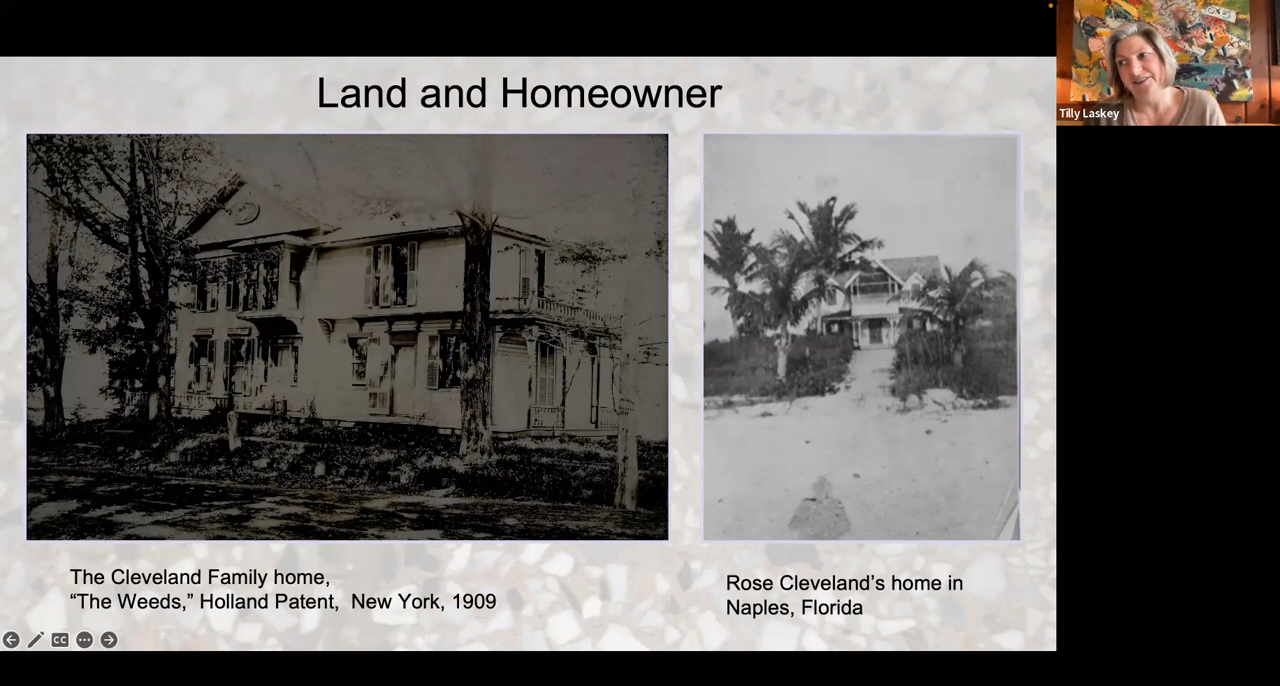 Land and Homeowner
Tilly Laskey
The Cleveland Family home,
“The Weeds,” Holland Patent, New York, 1909
Rose Cleveland’s home in
Naples, Florida
CC